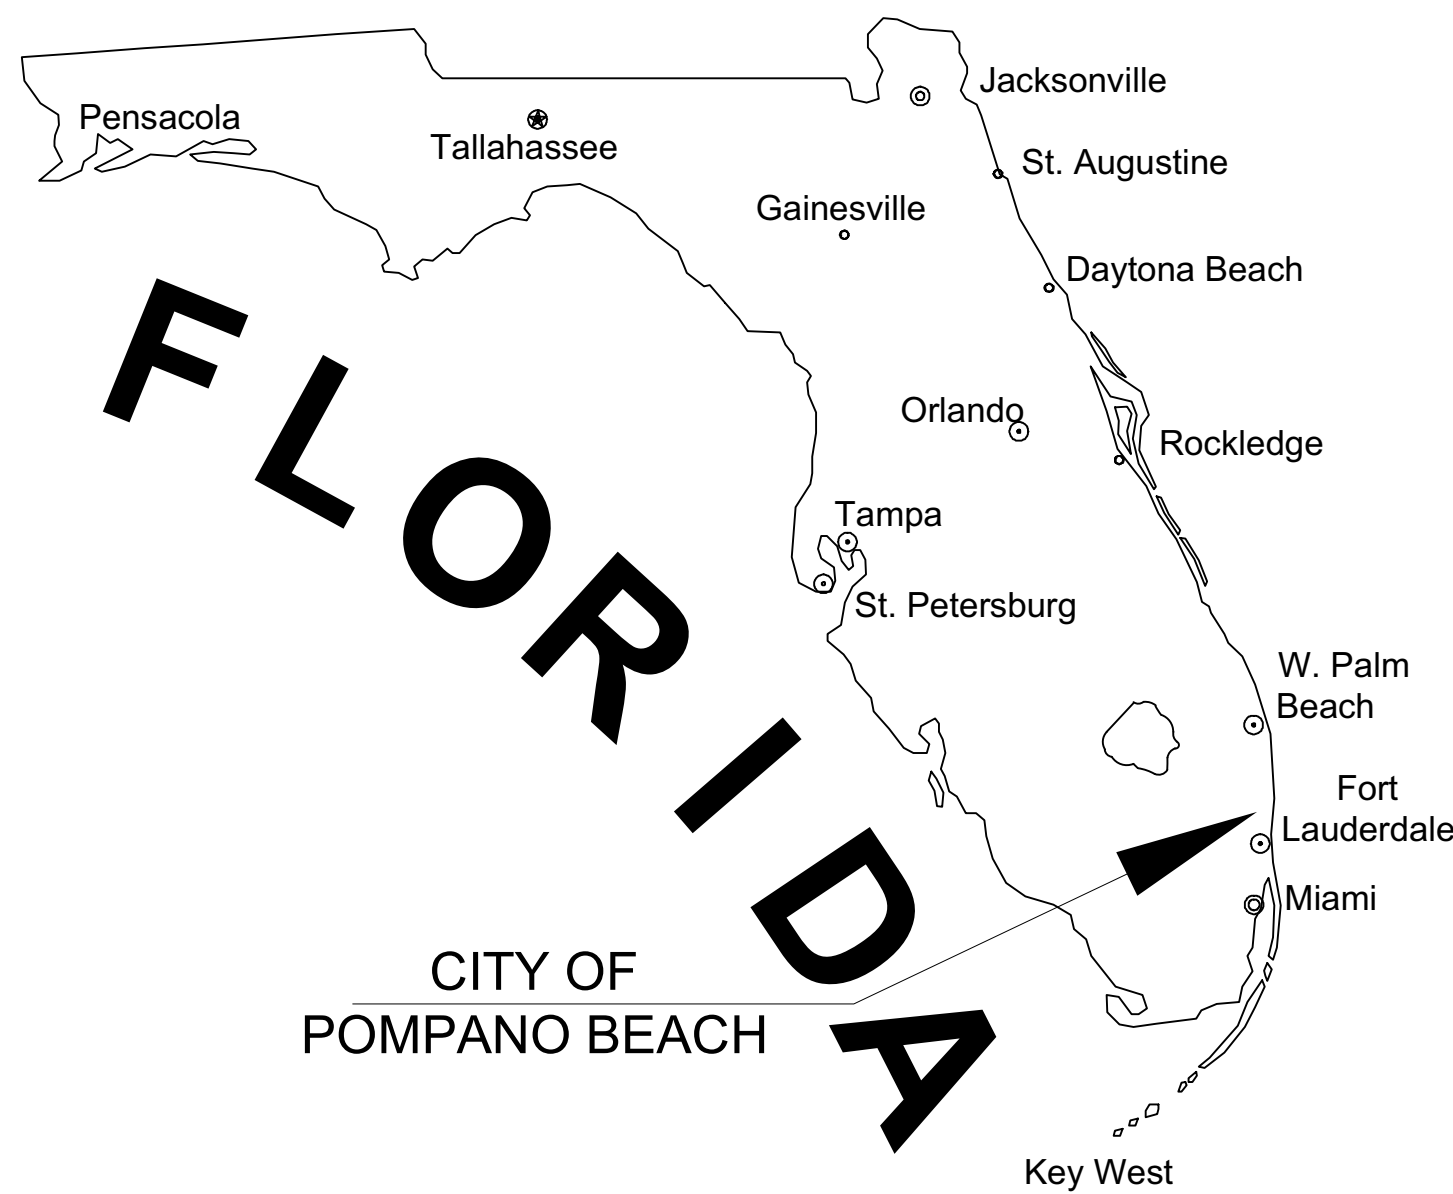 Jacksonville
Pensacola
Tallahassee
St. Augustine
Gainesville
Daytona Beach
FLORIDA
Orlando
Rockledge
Tampa
St. Petersburg
W. Palm
Beach
Fort
Lauderdale
Miami
CITY OF
POMPANO BEACH
Key West